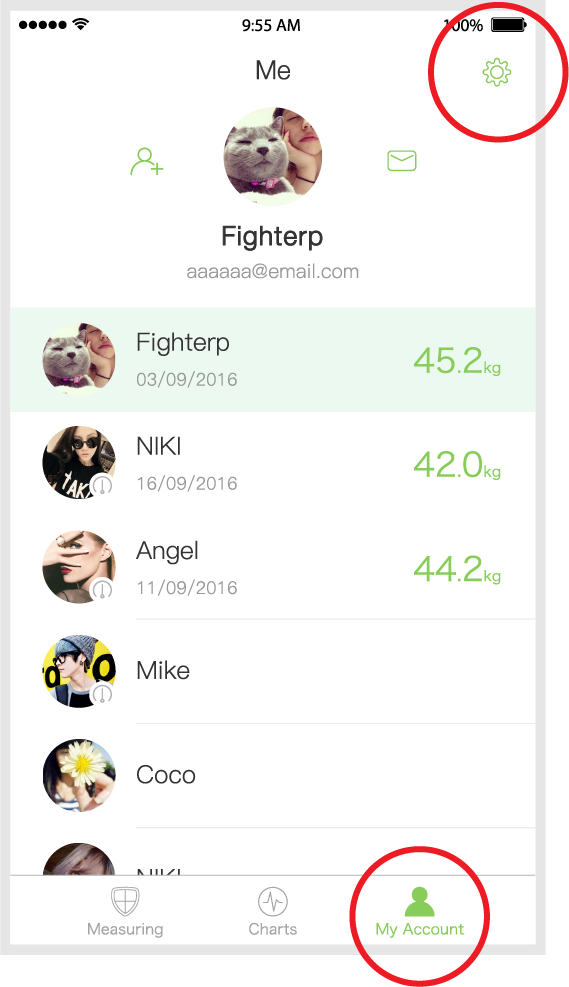 9:55 AM
100%
Me
Fighterp
aaaaaa@email.com
Fighterp
03/09/2016
45.2kg
NIKI
16/09/2016
42.0kg
Angel
11/09/2016
44.2kg
Mike
Coco
NIKI
Measuring
Charts
My Account